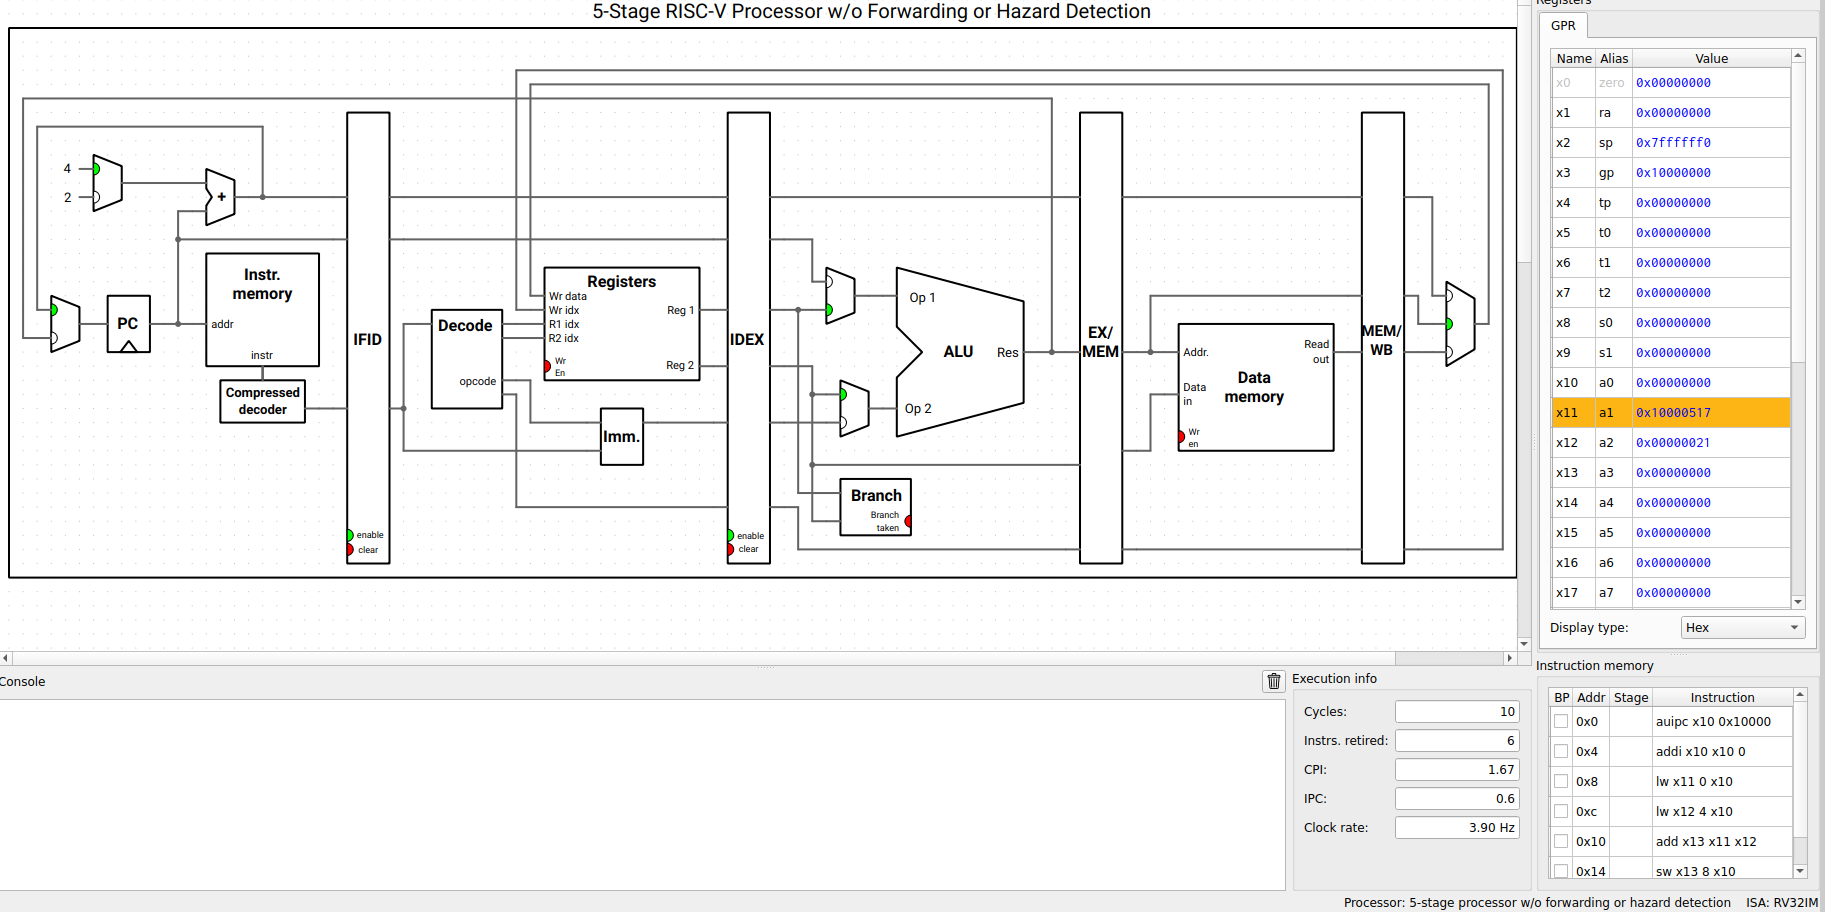 5-Stage RISC-V Processor w/o Forwarding or Hazard Detection
4
2
+
PC
Instr.
memory
addr
instr
Compressed
decoder
IFID
enable
clear
Decode
opcode
Registers
Wr data
Wr idx
R1 idx
R2 idx
Wr
En
Reg 1
Reg 2
Imm.
IDEX
enable
clear
Op 1
ALU
Res
Op 2
Branch
Branch
taken
EX/
MEM
Addr.
Data
in
Wr
en
Data
memory
Read
out
MEM/
WB
Registers
GPR
Name Alias Value
x0 zero 0x00000000
x1 ra 0x00000000
x2 sp 0x7ffffff0
x3 gp 0x10000000
x4 tp 0x00000000
x5 t0 0x00000000
x6 t1 0x00000000
x7 t2 0x00000000
x8 s0 0x00000000
x9 s1 0x00000000
x10 a0 0x00000000
x11 a1 0x10000517
x12 a2 0x00000021
x13 a3 0x00000000
x14 a4 0x00000000
x15 a5 0x00000000
x16 a6 0x00000000
x17 a7 0x00000000
Display type: Hex
Console
Execution info
Cycles: 10
Instrs. retired: 6
CPI: 1.67
IPC: 0.6
Clock rate: 3.90 Hz
Instruction memory
BP Addr Stage Instruction
0x0 auipc x10 0x10000
0x4 addi x10 x10 0
0x8 lw x11 0 x10
0xc lw x12 4 x10
0x10 add x13 x11 x12
0x14 sw x13 8 x10
Processor: 5-stage processor w/o forwarding or hazard detection ISA: RV32IM